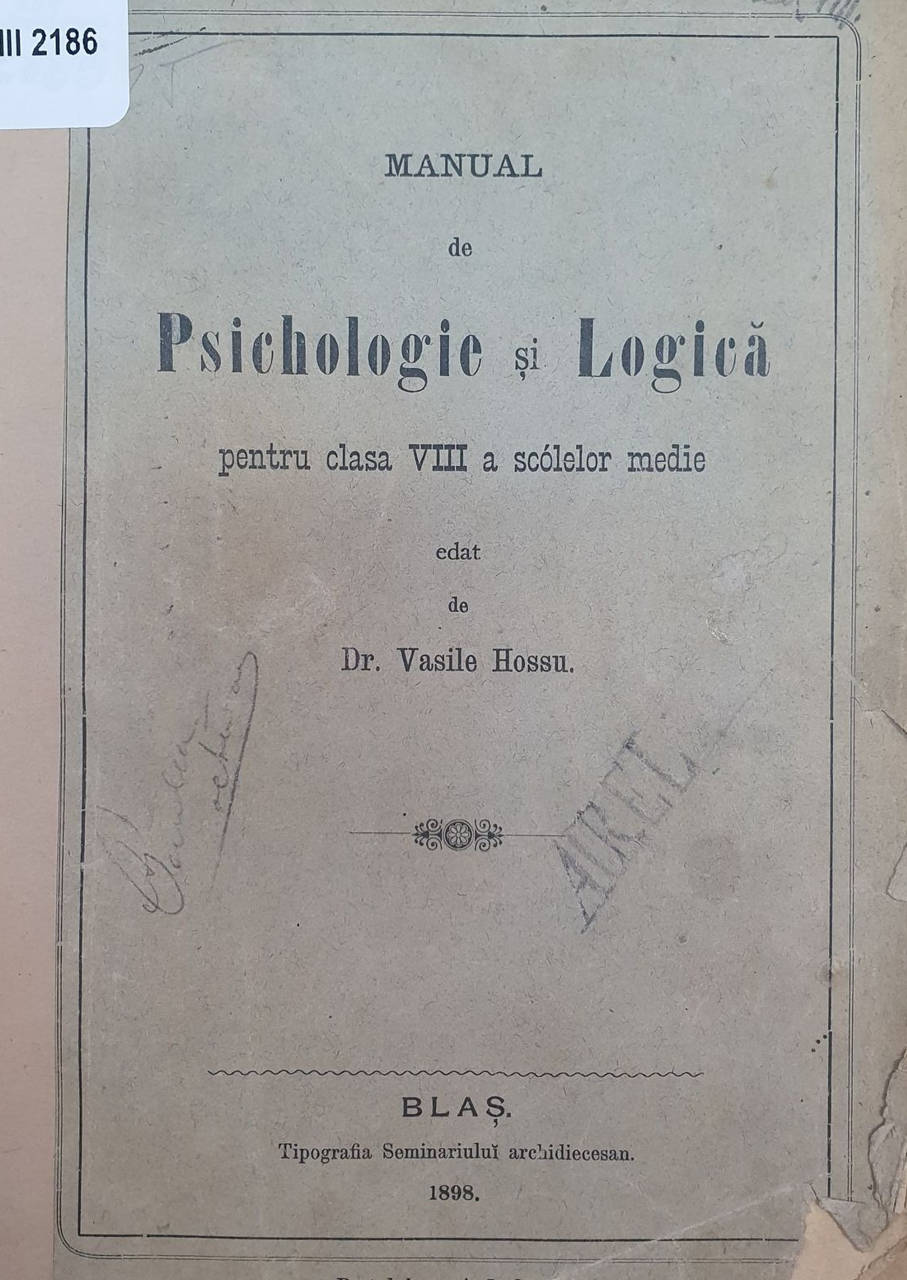 III 2186
MANUAL
de
Psichologie și Logică
pentru clasa VIII a scólelor medie
edat
de
Dr. Vasile Hossu.
BLAȘ.
Tipografia Seminariuluĭ archidiecesan.
1898.